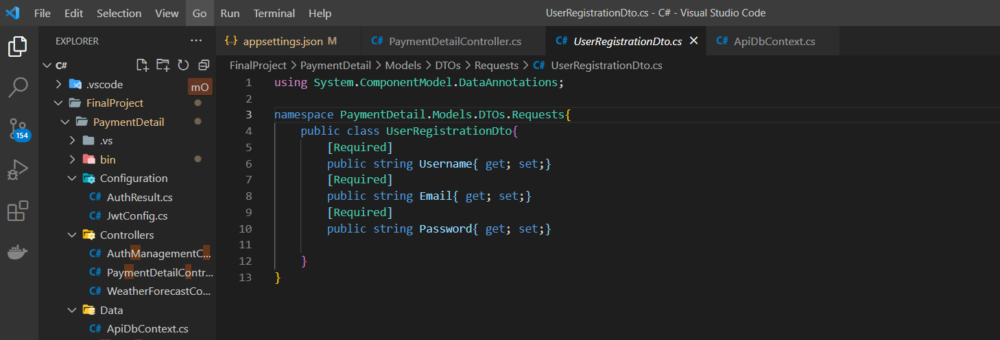 File Edit Selection View Go Run Terminal Help UserRegistrationDto.cs - C# - Visual Studio Code
EXPLORER ···
{..} appsettings.json M C# PaymentDetailController.cs C# UserRegistrationDto.cs × C# ApiDbContext.cs
FinalProject > PaymentDetail > Models > DTOs > Requests > C# UserRegistrationDto.cs
C#
.vscode
mO
FinalProject
PaymentDetail
.vs
bin
Configuration
C# AuthResult.cs
C# JwtConfig.cs
Controllers
C# AuthManagementC...
C# PaymentDetailContr...
C# WeatherForecastCo...
Data
C# ApiDbContext.cs
154
1 using System.ComponentModel.DataAnnotations;
2
3 namespace PaymentDetail.Models.DTOs.Requests{
4 public class UserRegistrationDto{
5 [Required]
6 public string Username{ get; set;}
7 [Required]
8 public string Email{ get; set;}
9 [Required]
10 public string Password{ get; set;}
11
12 }
13 }